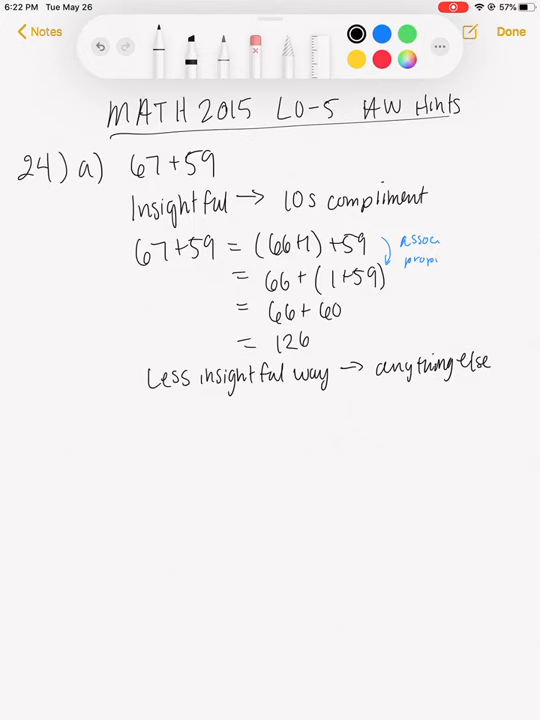 6:22 PM Tue May 26 57%
Notes Done
MATH 2015 LO-5 HW Hints
24) a) 67+59
Insightful → 10s compliment
67+59 = (66+1) +59 assoc.
= 66 + (1+59) prop.
= 66+60
= 126
Less insightful way → anything else